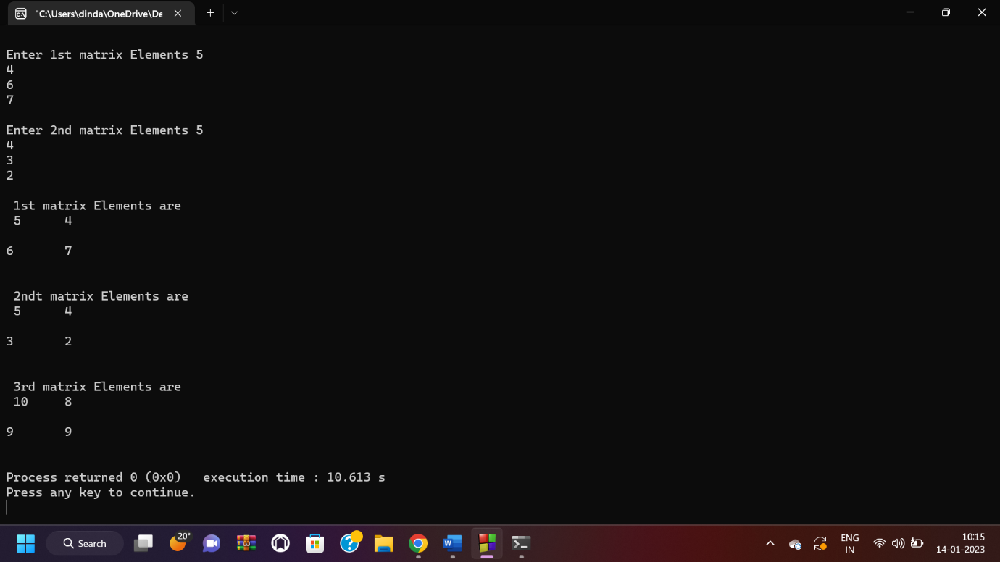 "C:\Users\dinda\OneDrive\De
Enter 1st matrix Elements 5
4
6
7
Enter 2nd matrix Elements 5
4
3
2
1st matrix Elements are
5 4
6 7
2ndt matrix Elements are
5 4
3 2
3rd matrix Elements are
10 8
9 9
Process returned 0 (0x0) execution time : 10.613 s
Press any key to continue.
20°
Search
ENG
IN
10:15
14-01-2023